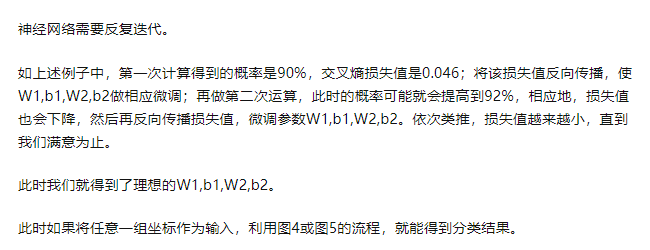 神经网络需要反复迭代。
如上述例子中，第一次计算得到的概率是90%，交叉熵损失值是0.046；将该损失值反向传播，使
W1,b1,W2,b2做相应微调；再做第二次运算，此时的概率可能就会提高到92%，相应地，损失值
也会下降，然后再反向传播损失值，微调参数W1,b1,W2,b2。依次类推，损失值越来越小，直到
我们满意为止。
此时我们就得到了理想的W1,b1,W2,b2。
此时如果将任意一组坐标作为输入，利用图4或图5的流程，就能得到分类结果。